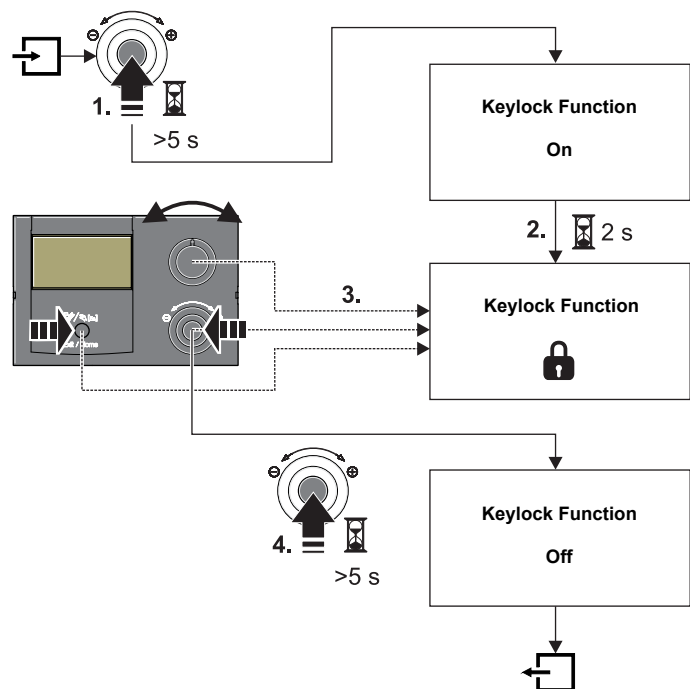 1.
>5 s
Keylock Function
On
2.
2 s
3.
Keylock Function
4.
>5 s
Keylock Function
Off